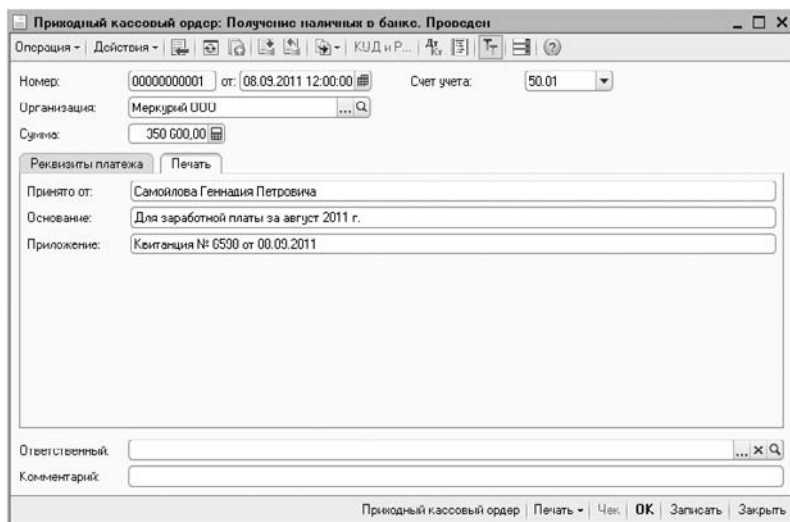 Приходный кассовый ордер: Получение наличных в банке. Проведен
Операция Действия КУДиР...
Номер: 00000000001 от: 08.09.2011 12:00:00 Счет учета: 50.01
Организация: Меркурий ООО ...
Сумма: 350 600,00
Реквизиты платежа Печать
Принято от: Самойлова Геннадия Петровича
Основание: Для заработной платы за август 2011 г.
Приложение: Квитанция № от 08.09.2011
Ответственный: ...
Комментарий:
Приходный кассовый ордер Печать Чек OK Записать Закрыть